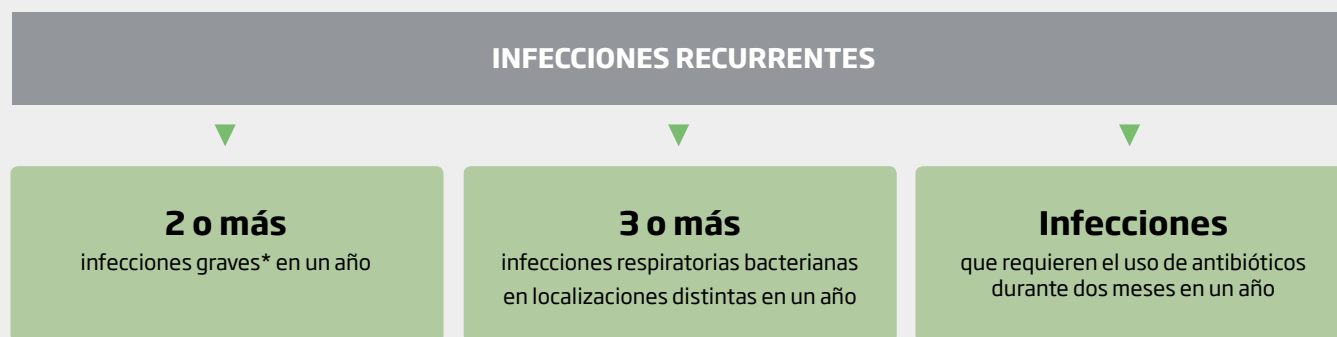 INFECCIONES RECURRENTES
2 o más
infecciones graves* en un año
3 o más
infecciones respiratorias bacterianas
en localizaciones distintas en un año
Infecciones
que requieren el uso de antibióticos
durante dos meses en un año